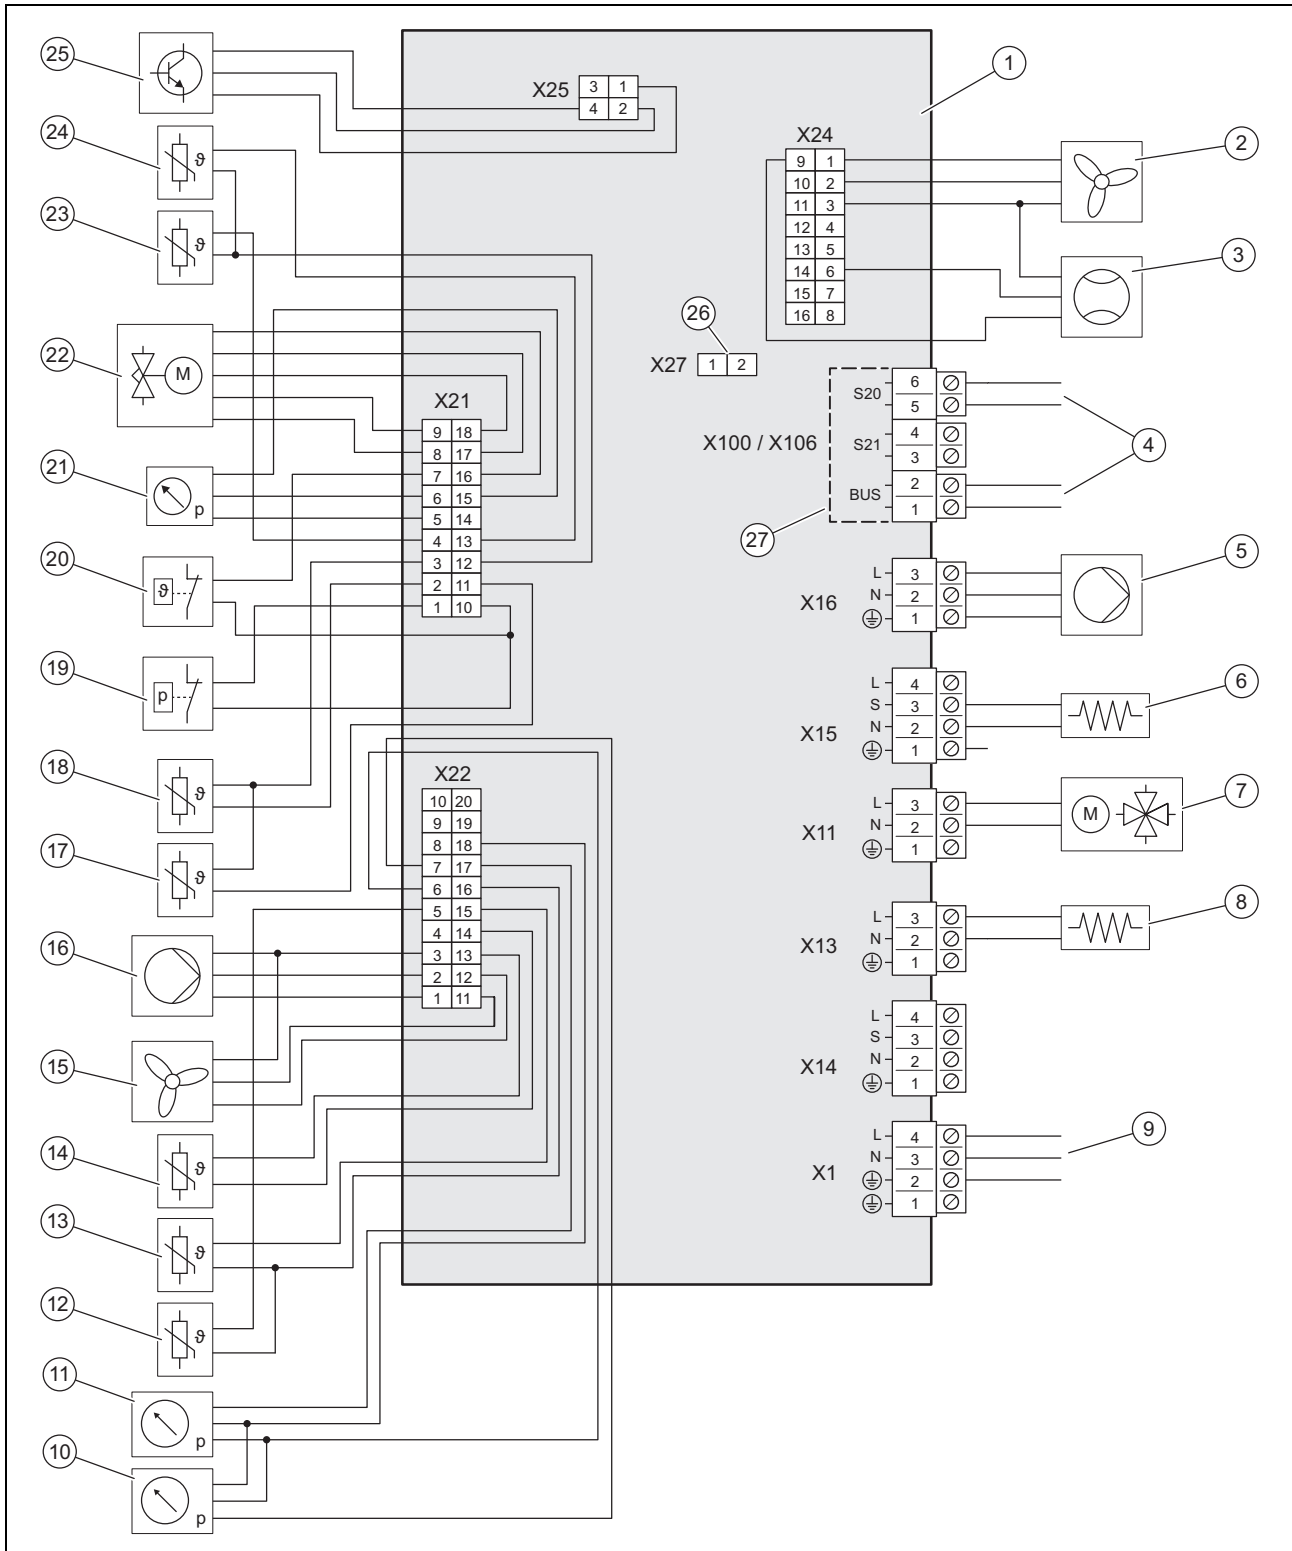 25
24
23
22
M
21
p
20
ϑ
19
p
18
ϑ
17
ϑ
16
15
14
ϑ
13
ϑ
12
ϑ
11
p
10
p
ϑ
ϑ
X25
3 1
4 2
X24
9 1
10 2
11 3
12 4
13 5
14 6
15 7
16 8
26
X27 1 2
X21
9 18
8 17
7 16
6 15
5 14
4 13
3 12
2 11
1 10
X22
10 20
9 19
8 18
7 17
6 16
5 15
4 14
3 13
2 12
1 11
1
2
3
4
X100 / X106
S20
6
5
S21
4
3
BUS
2
1
27
X16
L 3
N 2
1
5
X15
L 4
S 3
N 2
1
6
X11
L 3
N 2
1
M
7
X13
L 3
N 2
1
8
X14
L 4
S 3
N 2
1
X1
L 4
N 3
2
1
9